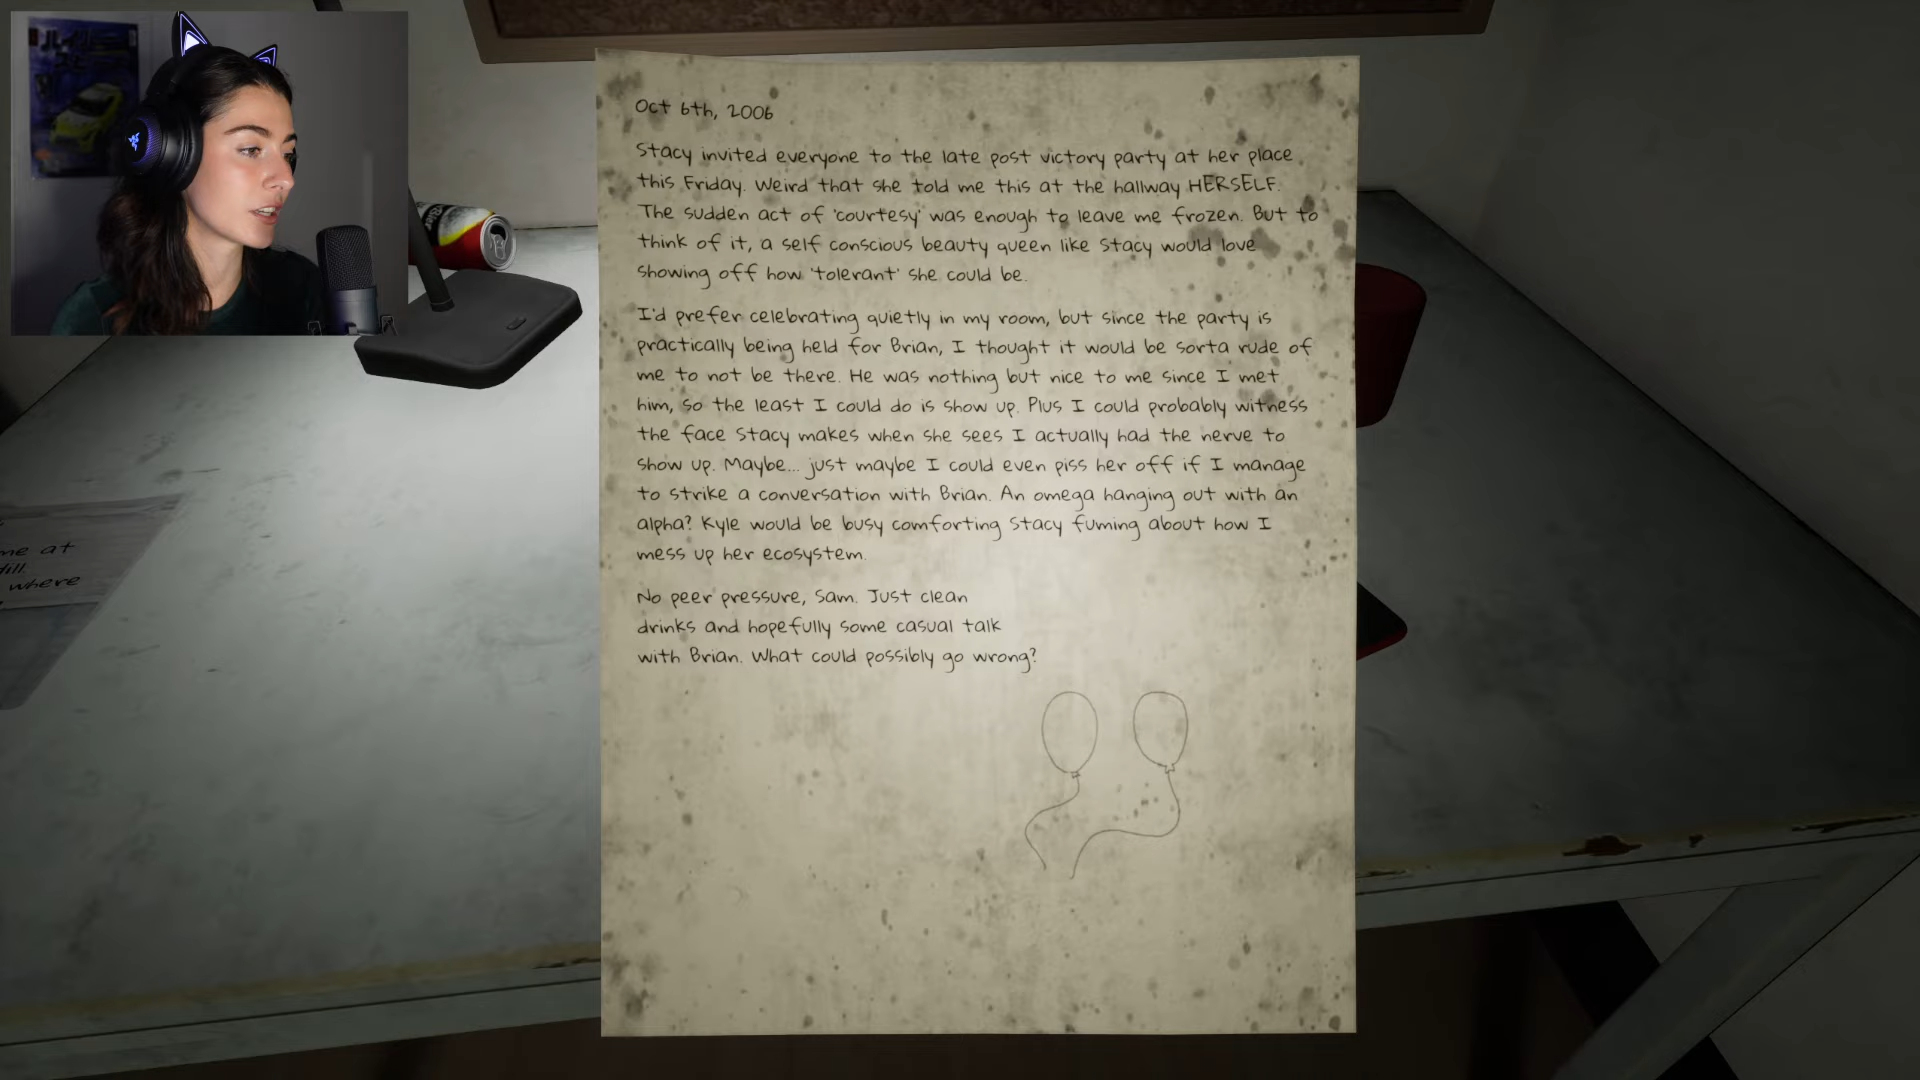 Oct 6th, 2006
Stacy invited everyone to the late post victory party at her place
this Friday. Weird that she told me this at the hallway HERSELF.
The sudden act of 'courtesy' was enough to leave me frozen. But to
think of it, a self conscious beauty queen like Stacy would love
showing off how 'tolerant' she could be.
I'd prefer celebrating quietly in my room, but since the party is
practically being held for Brian, I thought it would be sorta rude of
me to not be there. He was nothing but nice to me since I met
him, so the least I could do is show up. Plus I could probably witness
the face Stacy makes when she sees I actually had the nerve to
show up. Maybe... just maybe I could even piss her off if I manage
to strike a conversation with Brian. An omega hanging out with an
alpha? Kyle would be busy comforting Stacy fuming about how I
mess up her ecosystem.
No peer pressure, Sam. Just clean
drinks and hopefully some casual talk
with Brian. What could possibly go wrong?
me at
where